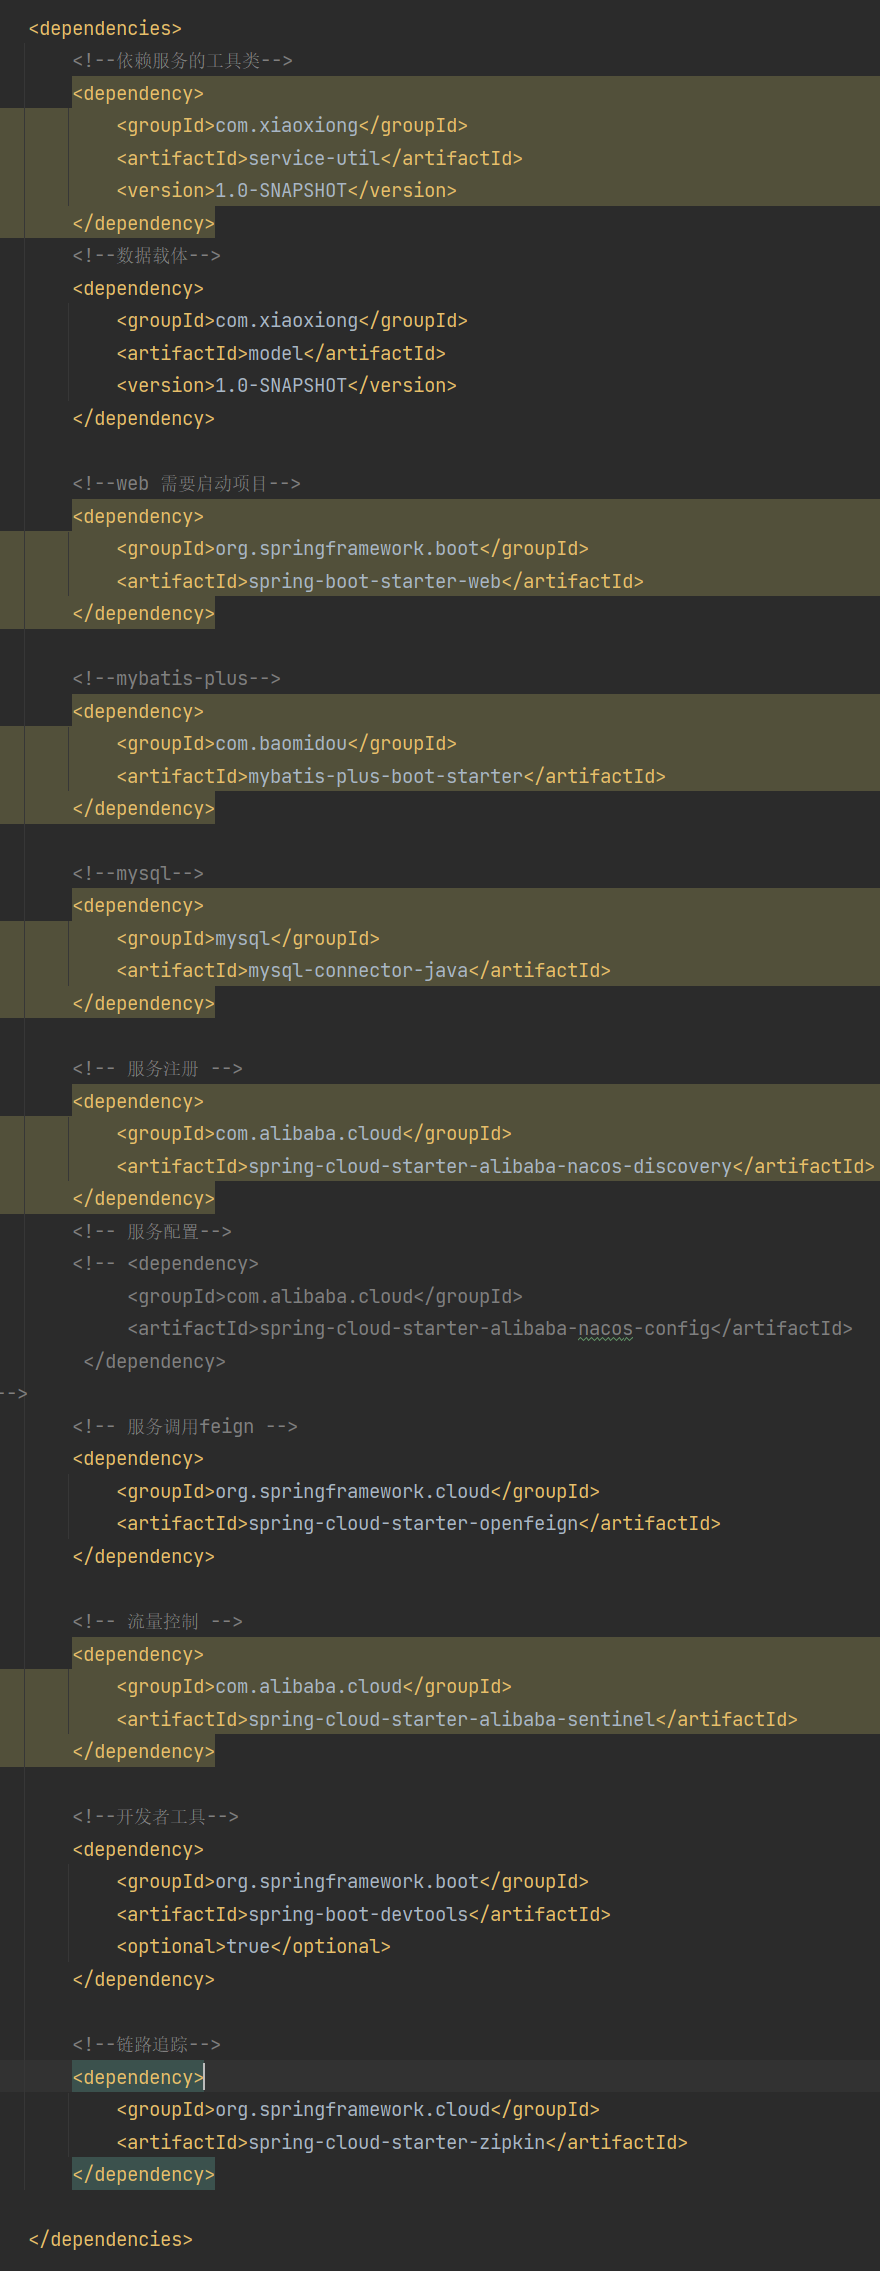 <dependencies>
<!--依赖服务的工具类-->
<dependency>
<groupId>com.xiaoxiong</groupId>
<artifactId>service-util</artifactId>
<version>1.0-SNAPSHOT</version>
</dependency>
<!--数据载体-->
<dependency>
<groupId>com.xiaoxiong</groupId>
<artifactId>model</artifactId>
<version>1.0-SNAPSHOT</version>
</dependency>
<!--web 需要启动项目-->
<dependency>
<groupId>org.springframework.boot</groupId>
<artifactId>spring-boot-starter-web</artifactId>
</dependency>
<!--mybatis-plus-->
<dependency>
<groupId>com.baomidou</groupId>
<artifactId>mybatis-plus-boot-starter</artifactId>
</dependency>
<!--mysql-->
<dependency>
<groupId>mysql</groupId>
<artifactId>mysql-connector-java</artifactId>
</dependency>
<!-- 服务注册 -->
<dependency>
<groupId>com.alibaba.cloud</groupId>
<artifactId>spring-cloud-starter-alibaba-nacos-discovery</artifactId>
</dependency>
<!-- 服务配置-->
<!-- <dependency>
<groupId>com.alibaba.cloud</groupId>
<artifactId>spring-cloud-starter-alibaba-nacos-config</artifactId>
</dependency>
-->
<!-- 服务调用feign -->
<dependency>
<groupId>org.springframework.cloud</groupId>
<artifactId>spring-cloud-starter-openfeign</artifactId>
</dependency>
<!-- 流量控制 -->
<dependency>
<groupId>com.alibaba.cloud</groupId>
<artifactId>spring-cloud-starter-alibaba-sentinel</artifactId>
</dependency>
<!--开发者工具-->
<dependency>
<groupId>org.springframework.boot</groupId>
<artifactId>spring-boot-devtools</artifactId>
<optional>true</optional>
</dependency>
<!--链路追踪-->
<dependency>
<groupId>org.springframework.cloud</groupId>
<artifactId>spring-cloud-starter-zipkin</artifactId>
</dependency>
</dependencies>